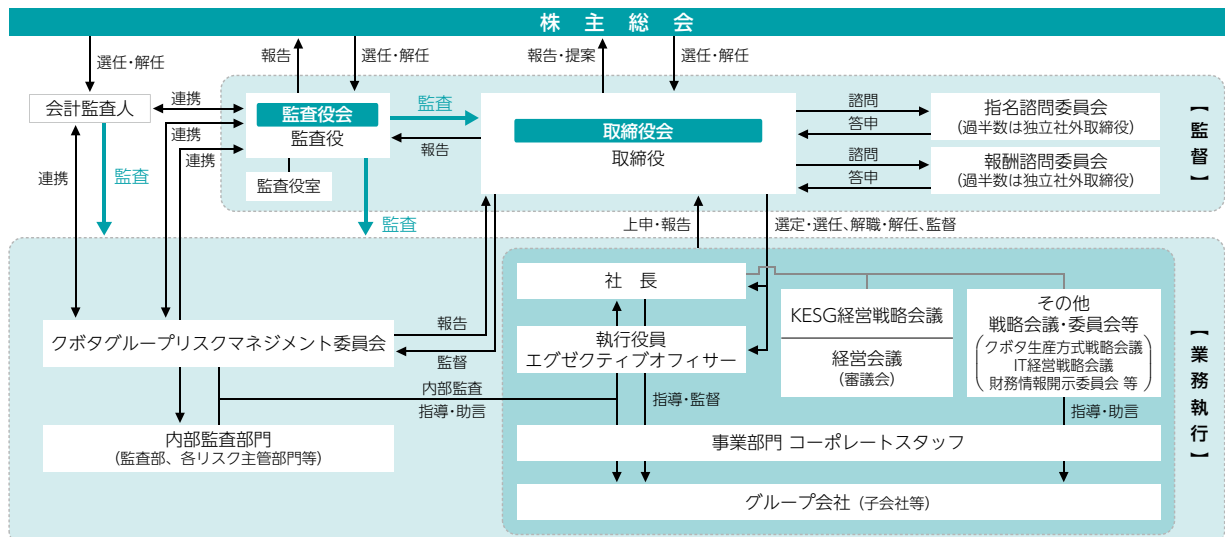 株主総会
選任・解任
報告
選任・解任
報告・提案
選任・解任
会計監査人
連携
連携
連携
連携
監査
監査役会
監査役
監査役室
監査
報告
監査
取締役会
取締役
諮問
答申
諮問
答申
指名諮問委員会
(過半数は独立社外取締役)
報酬諮問委員会
(過半数は独立社外取締役)
【監督】
上申・報告
選定・選任、解職・解任、監督
クボタグループリスクマネジメント委員会
報告
監督
内部監査
指導・助言
内部監査部門
(監査部、各リスク主管部門等)
社 長
執行役員
エグゼクティブオフィサー
指導・監督
KESG経営戦略会議
経営会議
(審議会)
その他
戦略会議・委員会等
(クボタ生産方式戦略会議
IT経営戦略会議
財務情報開示委員会 等)
指導・助言
事業部門 コーポレートスタッフ
グループ会社 (子会社等)
【業務執行】